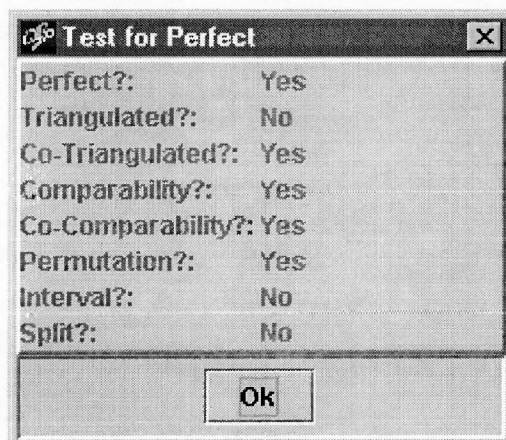 Test for Perfect
Perfect?: Yes
Triangulated?: No
Co-Triangulated?: Yes
Comparability?: Yes
Co-Comparability?: Yes
Permutation?: Yes
Interval?: No
Split?: No
Ok